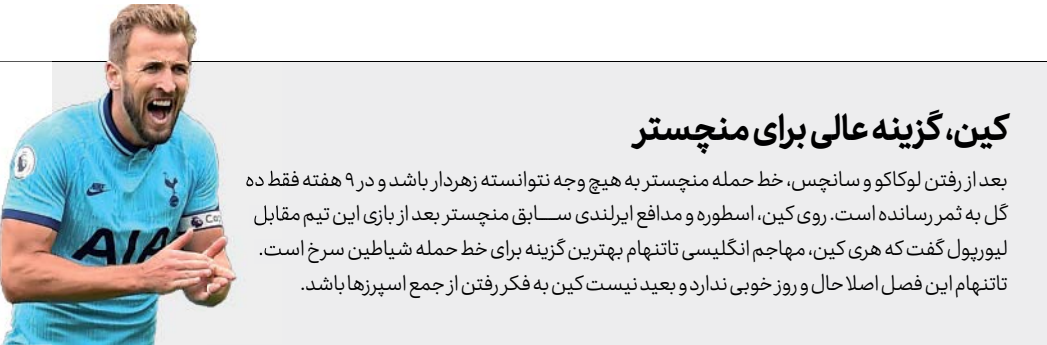 کین، گزینه عالی برای منچستر
بعد از رفتن لوکاکو و سانچس، خط حمله منچستر به هیچ وجه نتوانسته زهردار باشد و در ۹ هفته فقط ده
گل به ثمر رسانده است. روی کین، اسطوره و مدافع ایرلندی ســابق منچستر بعد از بازی این تیم مقابل
لیورپول گفت که هری کین، مهاجم انگلیسی تاتنهام بهترین گزینه برای خط حمله شیاطین سرخ است.
تاتنهام این فصل اصلا حال و روز خوبی ندارد و بعید نیست کین به فکر رفتن از جمع اسپرزها باشد.
AIA